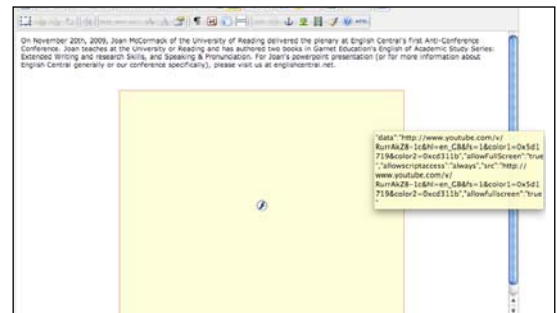 On November 20th, 2009, Joan McCormack of the University of Reading delivered the plenary at English Central's first Anti-Conference
Conference. Joan teaches at the University or Reading and has authored two books in Garnet Education's English of Academic Study Series:
Extended Writing and research Skills, and Speaking & Pronunciation. For Joan's powerpoint presentation (or for more information about
English Central generally or our conference specifically), please visit us at englishcentral.net.
"data":"http://www.youtube.com/v/
RurrAkZ8-1c&hl=en_GB&fs=1&color1=0x5d1
719&color2=0xcd311b","allowFullScreen":"true
","allowscriptaccess":"always","src":"http://
www.youtube.com/v/
RurrAkZ8-1c&hl=en_GB&fs=1&color1=0x5d1
719&color2=0xcd311b","allowfullscreen":"true
"